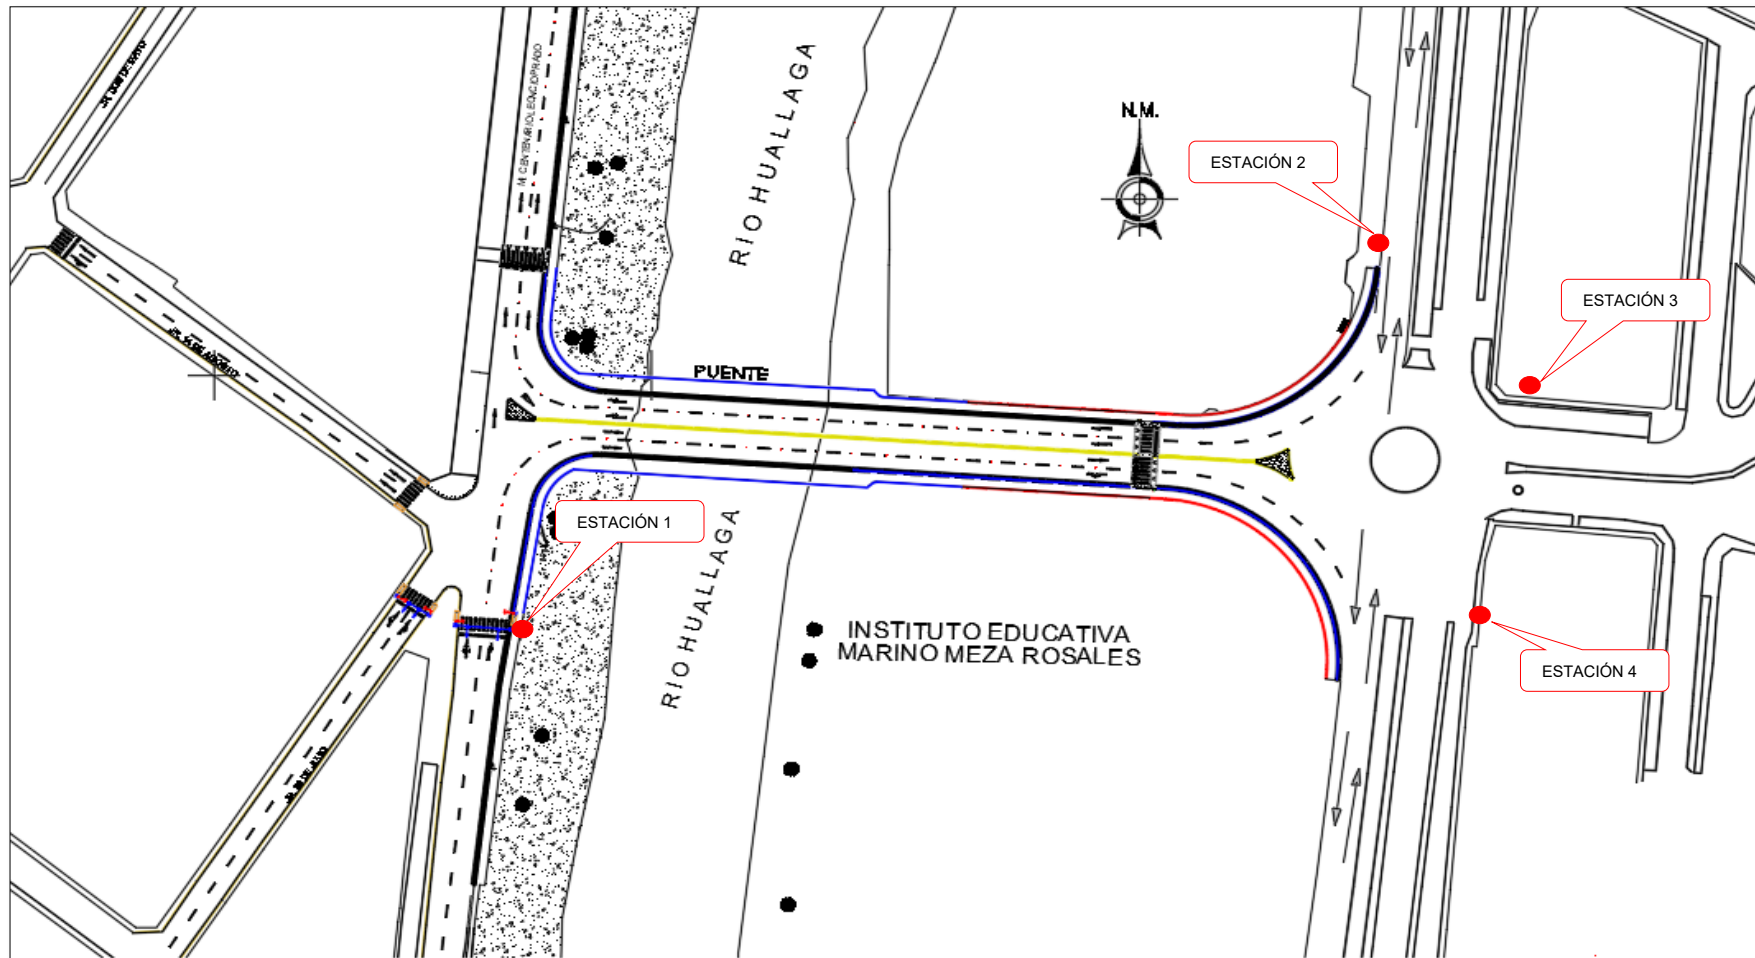 N.M.
ESTACIÓN 2
RIO HUALLAGA
ESTACIÓN 3
PUENTE
ESTACIÓN 1
RIO HUALLAGA
INSTITUTO EDUCATIVA
MARINO MEZA ROSALES
ESTACIÓN 4